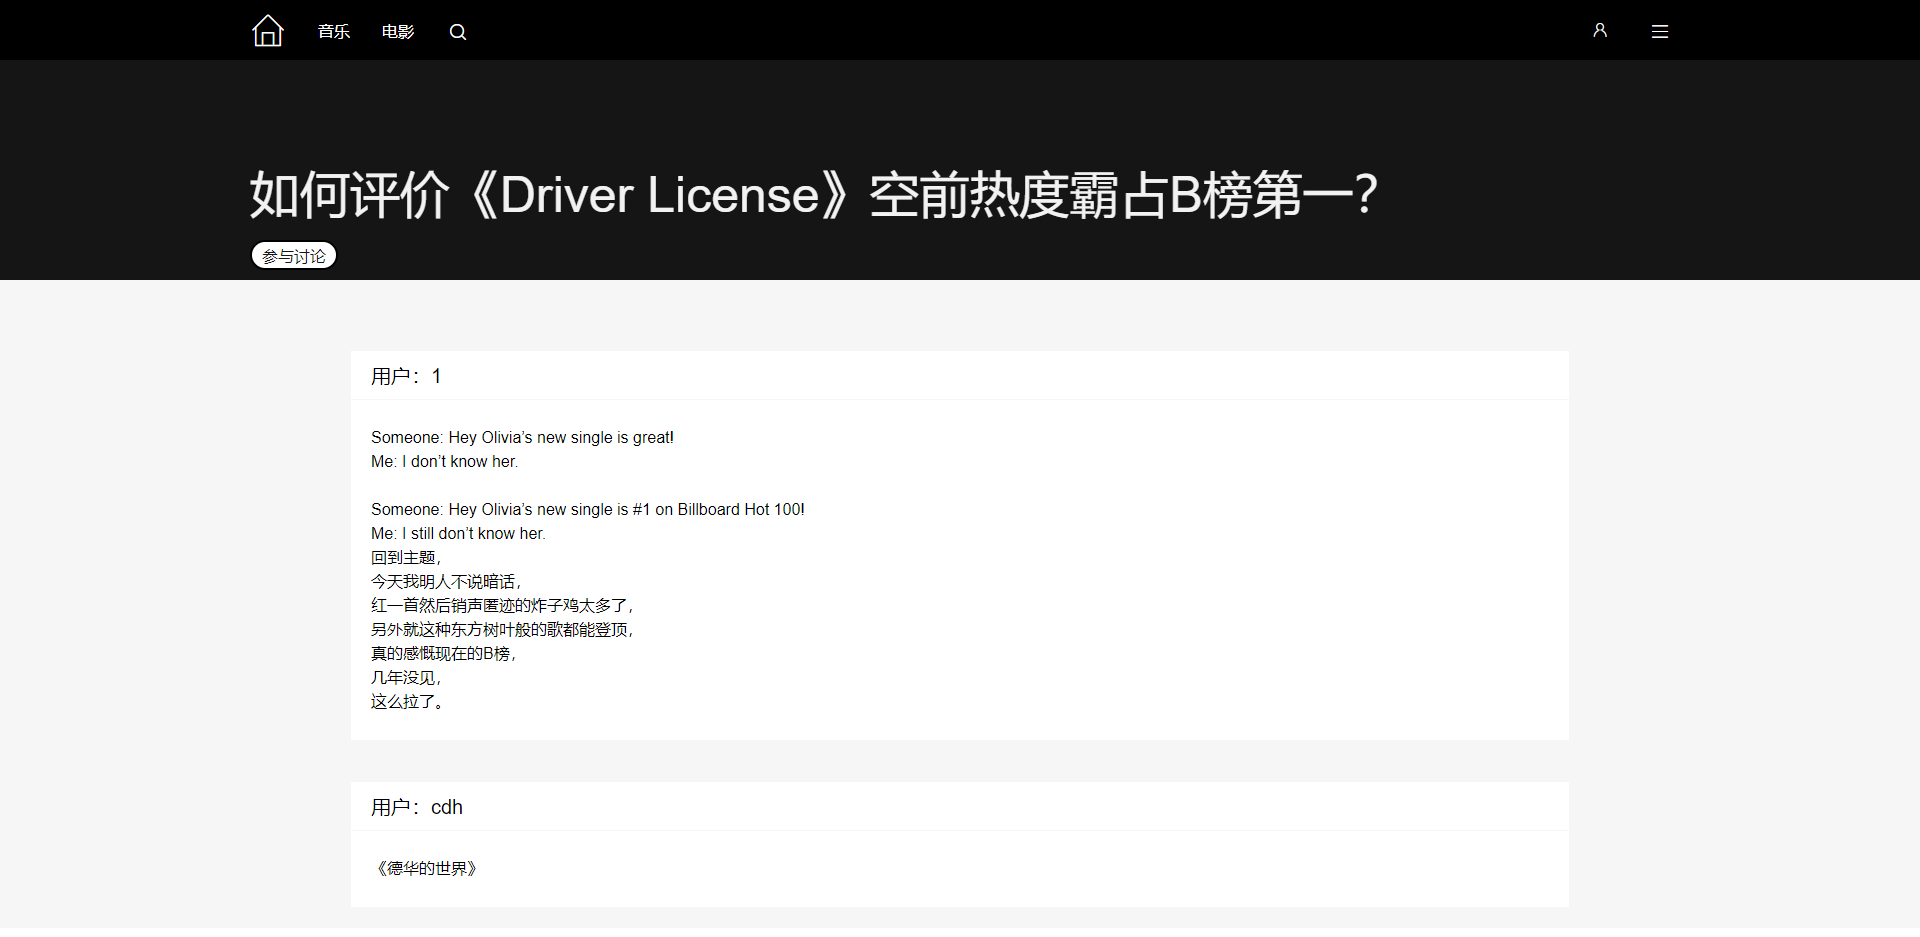 音乐 电影
如何评价《Driver License》空前热度霸占B榜第一？
参与讨论
用户：1
Someone: Hey Olivia’s new single is great!
Me: I don’t know her.
Someone: Hey Olivia’s new single is #1 on Billboard Hot 100!
Me: I still don’t know her.
回到主题，
今天我明人不说暗话，
红一首然后销声匿迹的炸子鸡太多了，
另外就这种东方树叶般的歌都能登顶，
真的感慨现在的B榜，
几年没见，
这么拉了。
用户：cdh
《德华的世界》